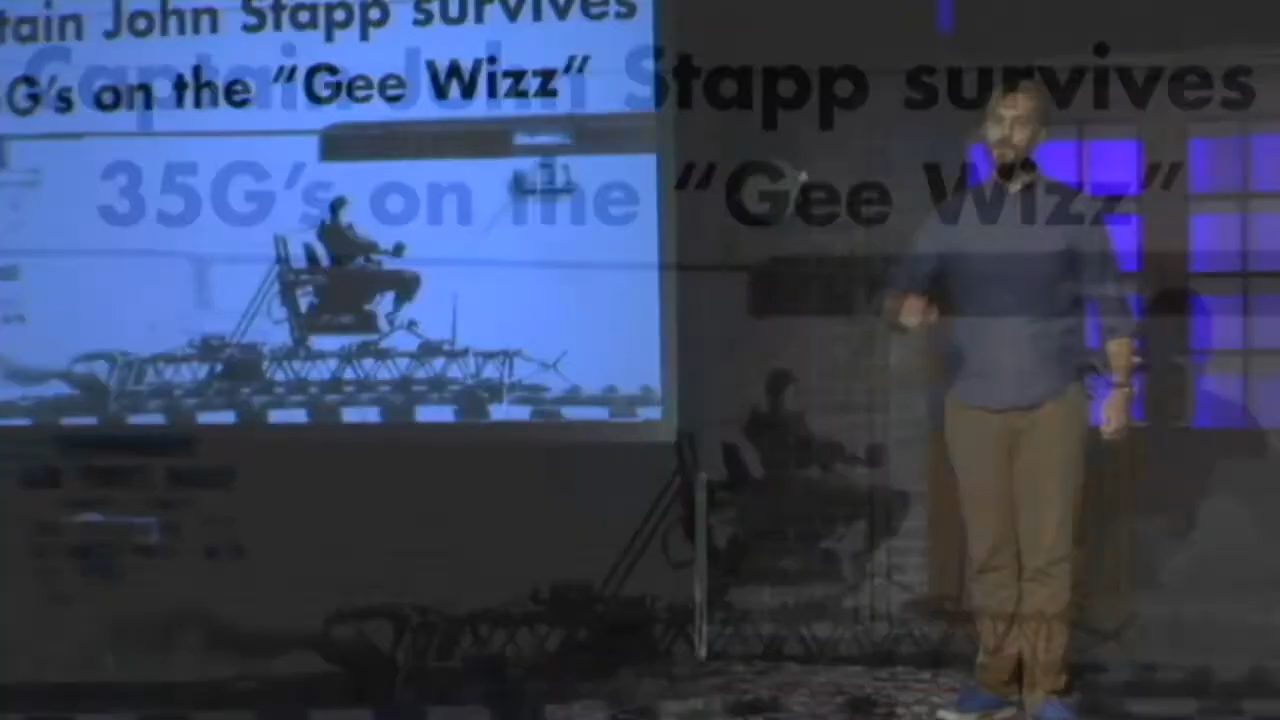 tain John Stapp survives
G's on the “Gee Wizz”
Captain John Stapp survives
35G's on the “Gee Wizz”